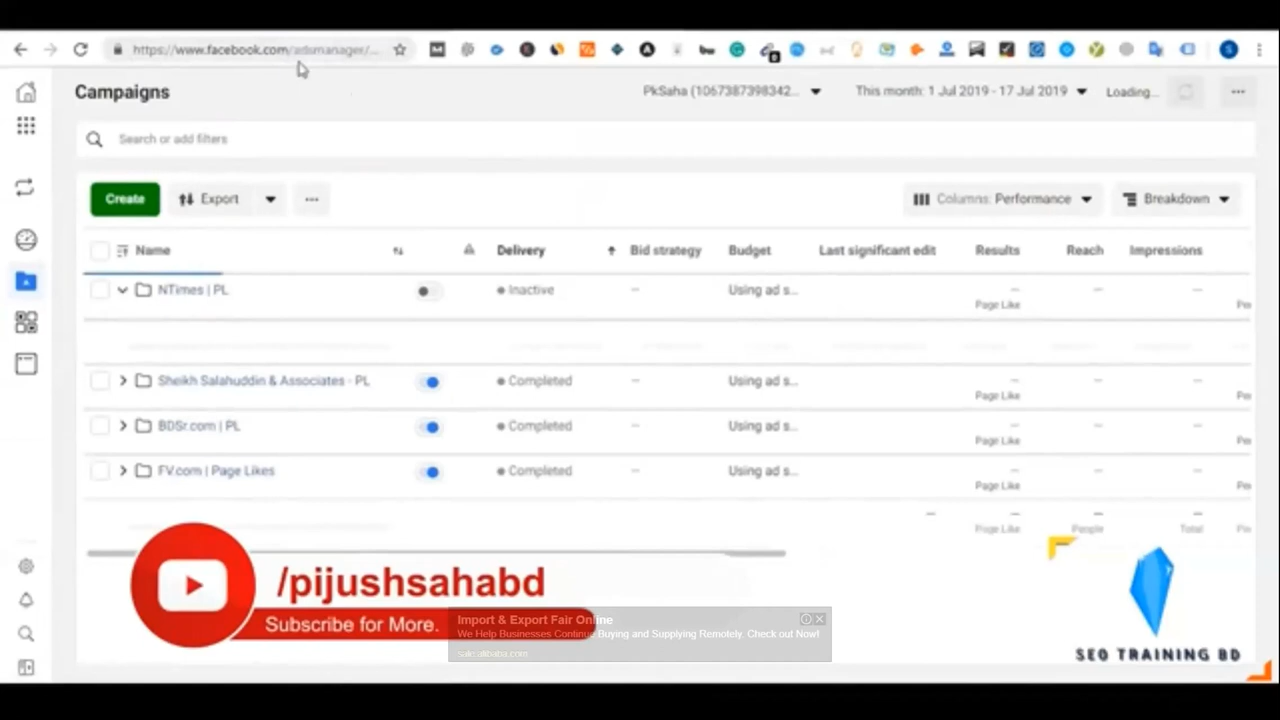 https://www.facebook.com/adsmanager/...
Campaigns
PkSaha (1067387398342...
This month: 1 Jul 2019 - 17 Jul 2019
Loading...
Search or add filters
Create
Export
Columns: Performance
Breakdown
Name
Delivery
Bid strategy
Budget
Last significant edit
Results
Reach
Impressions
NTimes | PL
Inactive
Using ad s...
Page Like
Sheikh Salahuddin & Associates - PL
Completed
Using ad s...
Page Like
BDSr.com | PL
Completed
Using ad s...
Page Like
FV.com | Page Likes
Completed
Using ad s...
Page Like
Page Like
People
Total
/pijushsahabd
Subscribe for More.
Import & Export Fair Online
We Help Businesses Continue Buying and Supplying Remotely. Check out Now!
sale.alibaba.com
SEO TRAINING BD